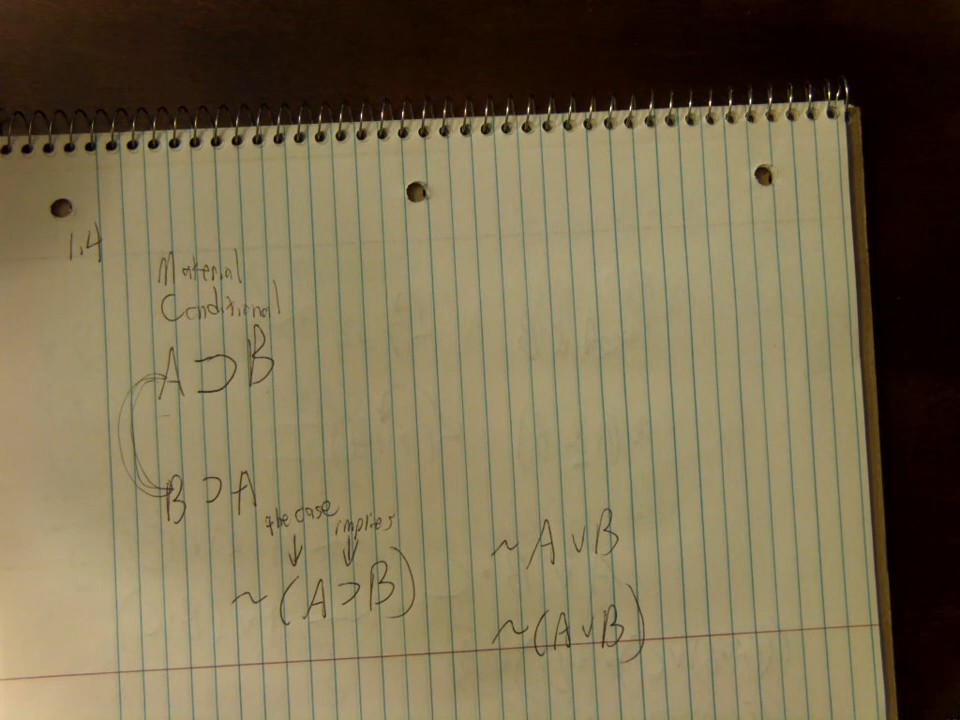 1.4
Material
Conditional
A ⊃ B
B ⊃ A
the case implies
~ (A ⊃ B)
~ A ∨ B
~ (A ∨ B)